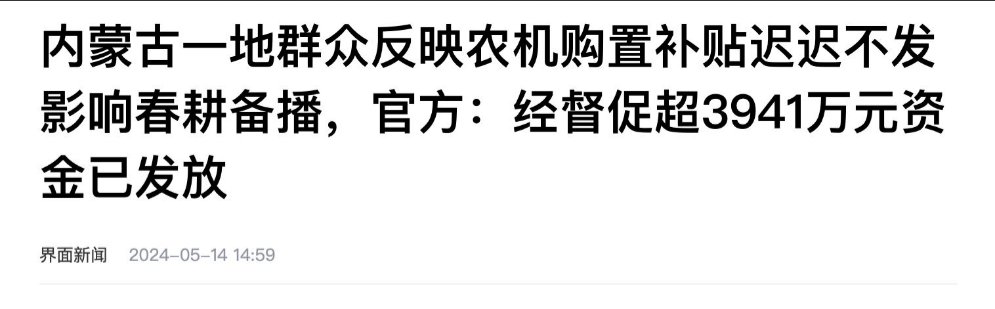 内蒙古一地群众反映农机购置补贴迟迟不发
影响春耕备播，官方：经督促超3941万元资
金已发放
界面新闻 2024-05-14 14:59